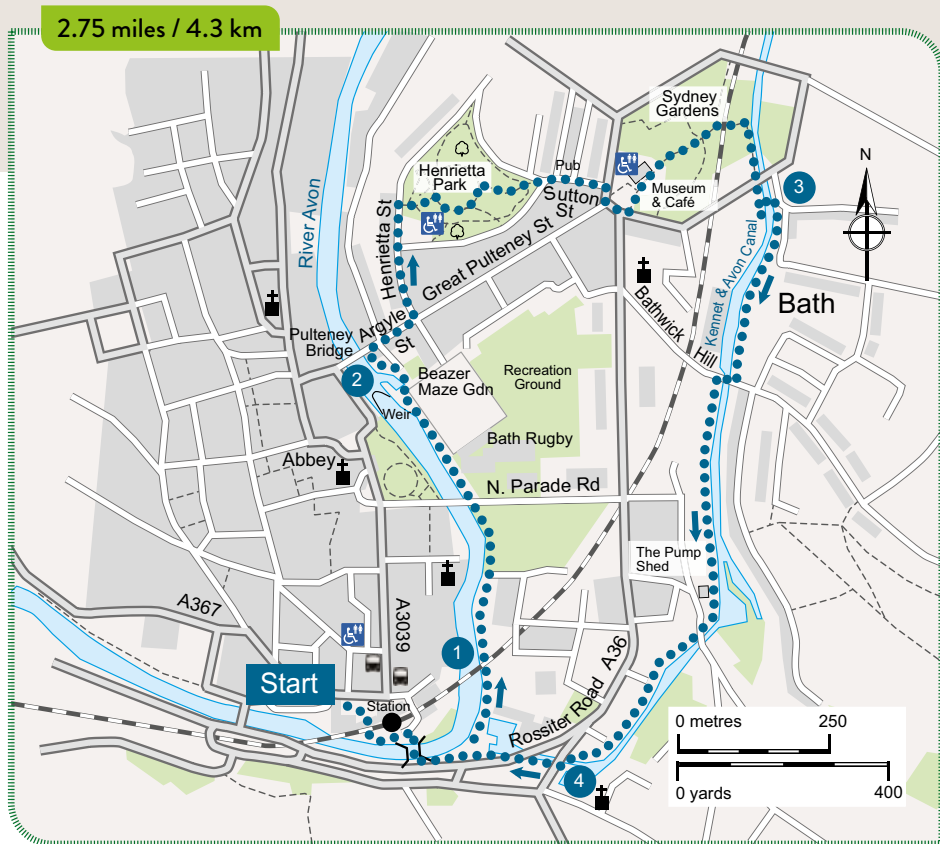 2.75 miles / 4.3 km
Sydney
Gardens
Pub
Henrietta
Park
Sutton
St
Museum
& Café
3
N
River Avon
Henrietta St
Great Pulteney St
Kennet & Avon Canal
Bath
Bathwick
Hill
Pulteney
Bridge
Argyle
St
2
Beazer
Maze Gdn
Recreation
Ground
Weir
Bath Rugby
Abbey
N. Parade Rd
The Pump
Shed
A367
A3039
1
A36
Start
Station
Rossiter Road
4
0 metres 250
0 yards 400